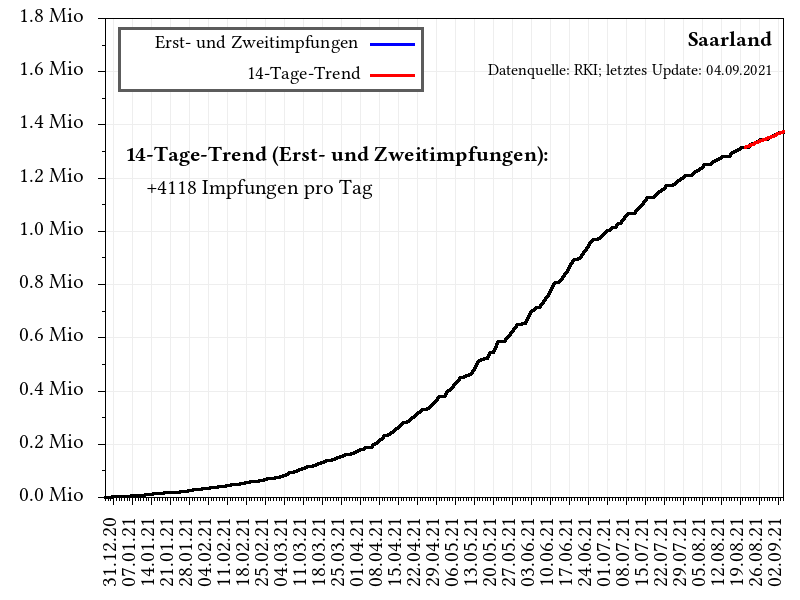 1.8 Mio
1.6 Mio
1.4 Mio
1.2 Mio
1.0 Mio
0.8 Mio
0.6 Mio
0.4 Mio
0.2 Mio
0.0 Mio
Erst- und Zweitimpfungen
14-Tage-Trend
Saarland
Datenquelle: RKI; letztes Update: 04.09.2021
14-Tage-Trend (Erst- und Zweitimpfungen):
+4118 Impfungen pro Tag
31.12.20
07.01.21
14.01.21
21.01.21
28.01.21
04.02.21
11.02.21
18.02.21
25.02.21
04.03.21
11.03.21
18.03.21
25.03.21
01.04.21
08.04.21
15.04.21
22.04.21
29.04.21
06.05.21
13.05.21
20.05.21
27.05.21
03.06.21
10.06.21
17.06.21
24.06.21
01.07.21
08.07.21
15.07.21
22.07.21
29.07.21
05.08.21
12.08.21
19.08.21
26.08.21
02.09.21